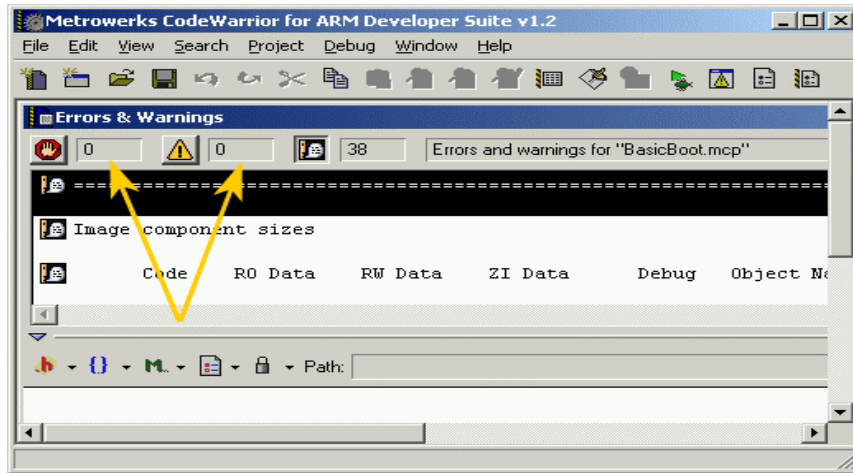 Metrowerks CodeWarrior for ARM Developer Suite v1.2
File Edit View Search Project Debug Window Help
Errors & Warnings
0 0 38 Errors and warnings for "BasicBoot.mcp"
==========================================================
Image component sizes
Code RO Data RW Data ZI Data Debug Object
.h {} M. Path: